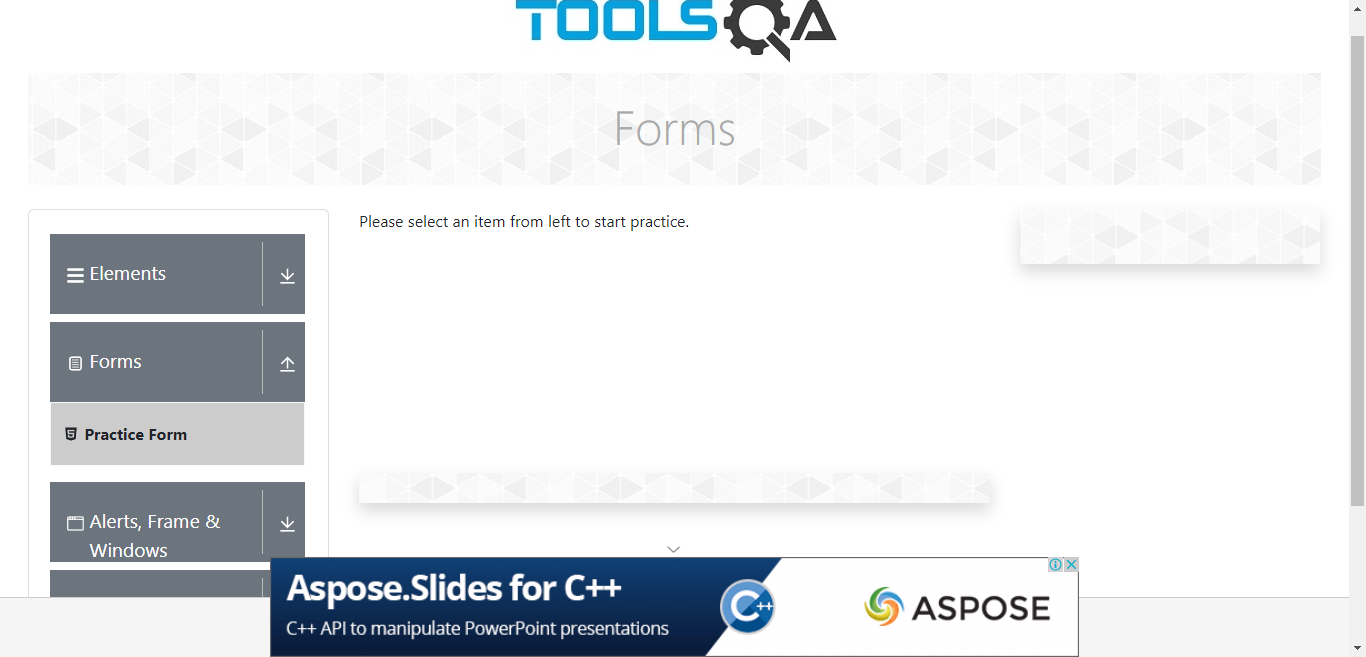 TOOLSQA
Forms
Please select an item from left to start practice.
Elements
Forms
Practice Form
Alerts, Frame &
Windows
Aspose.Slides for C++
C++ API to manipulate PowerPoint presentations
C++
ASPOSE